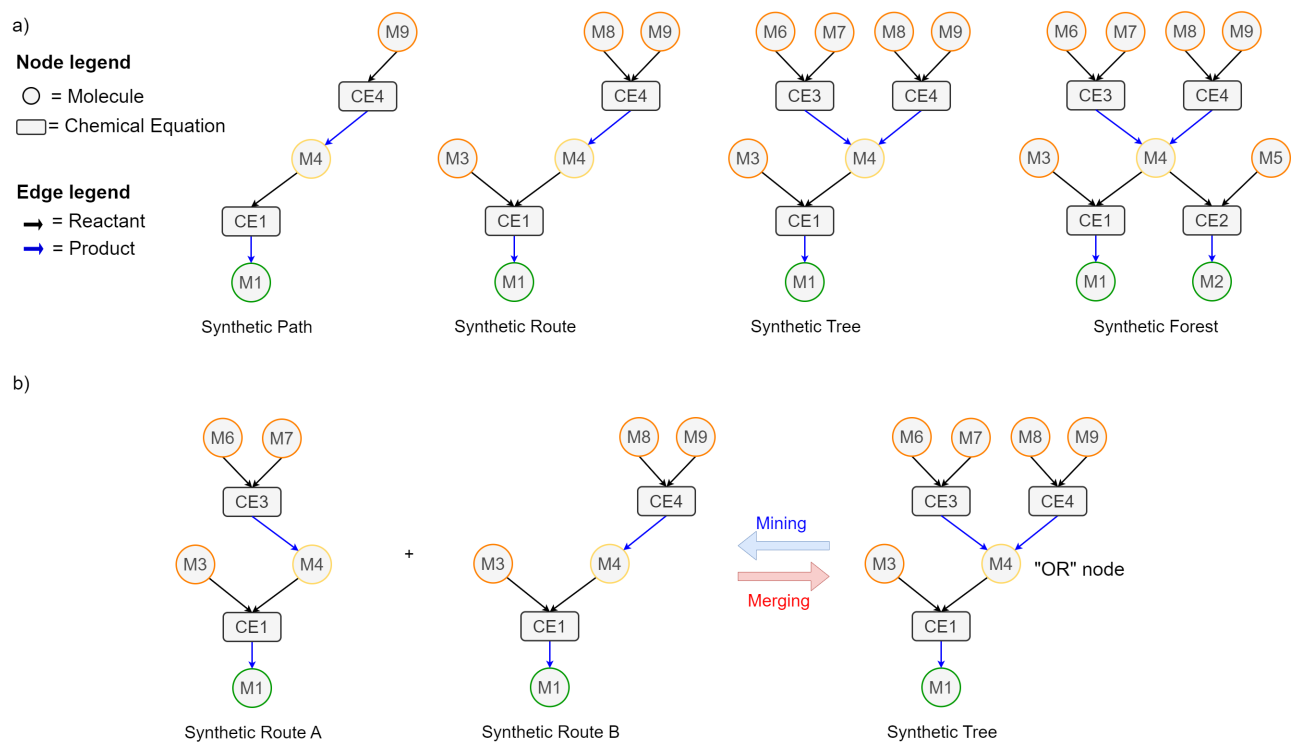 a)
Node legend
= Molecule
= Chemical Equation
Edge legend
= Reactant
= Product
M9
CE4
M4
CE1
M1
Synthetic Path
M8 M9
CE4
M3 M4
CE1
M1
Synthetic Route
M6 M7 M8 M9
CE3 CE4
M3 M4
CE1
M1
Synthetic Tree
M6 M7 M8 M9
CE3 CE4
M3 M4 M5
CE1 CE2
M1 M2
Synthetic Forest
b)
M6 M7
CE3
M3 M4
CE1
M1
Synthetic Route A
+
M8 M9
CE4
M3 M4
CE1
M1
Synthetic Route B
Mining
Merging
M6 M7 M8 M9
CE3 CE4
M3 M4 "OR" node
CE1
M1
Synthetic Tree